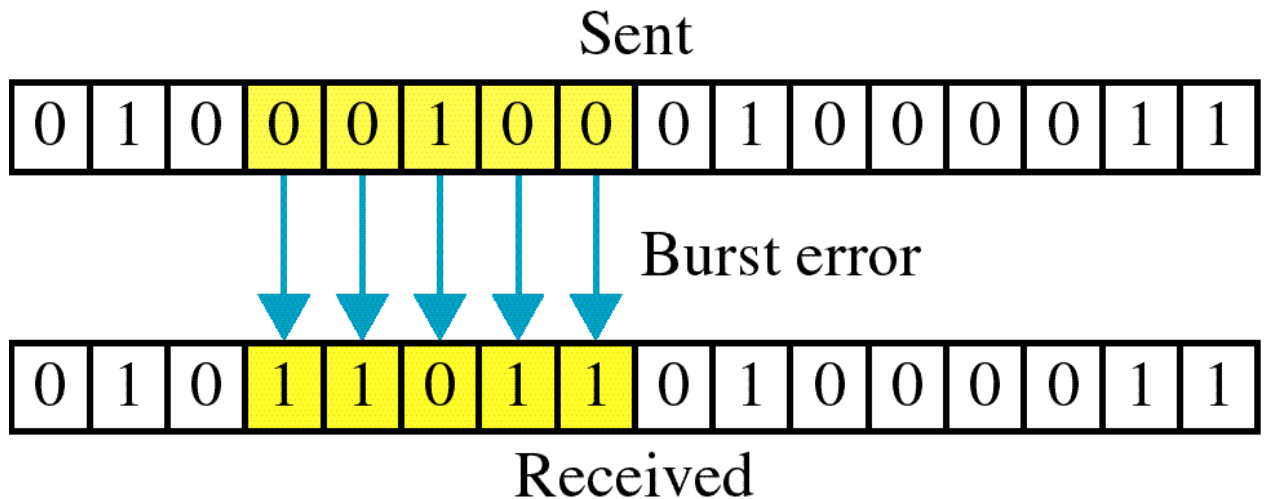 Sent
0 1 0 0 0 1 0 0 0 1 0 0 0 0 1 1
Burst error
0 1 0 1 1 0 1 1 0 1 0 0 0 0 1 1
Received